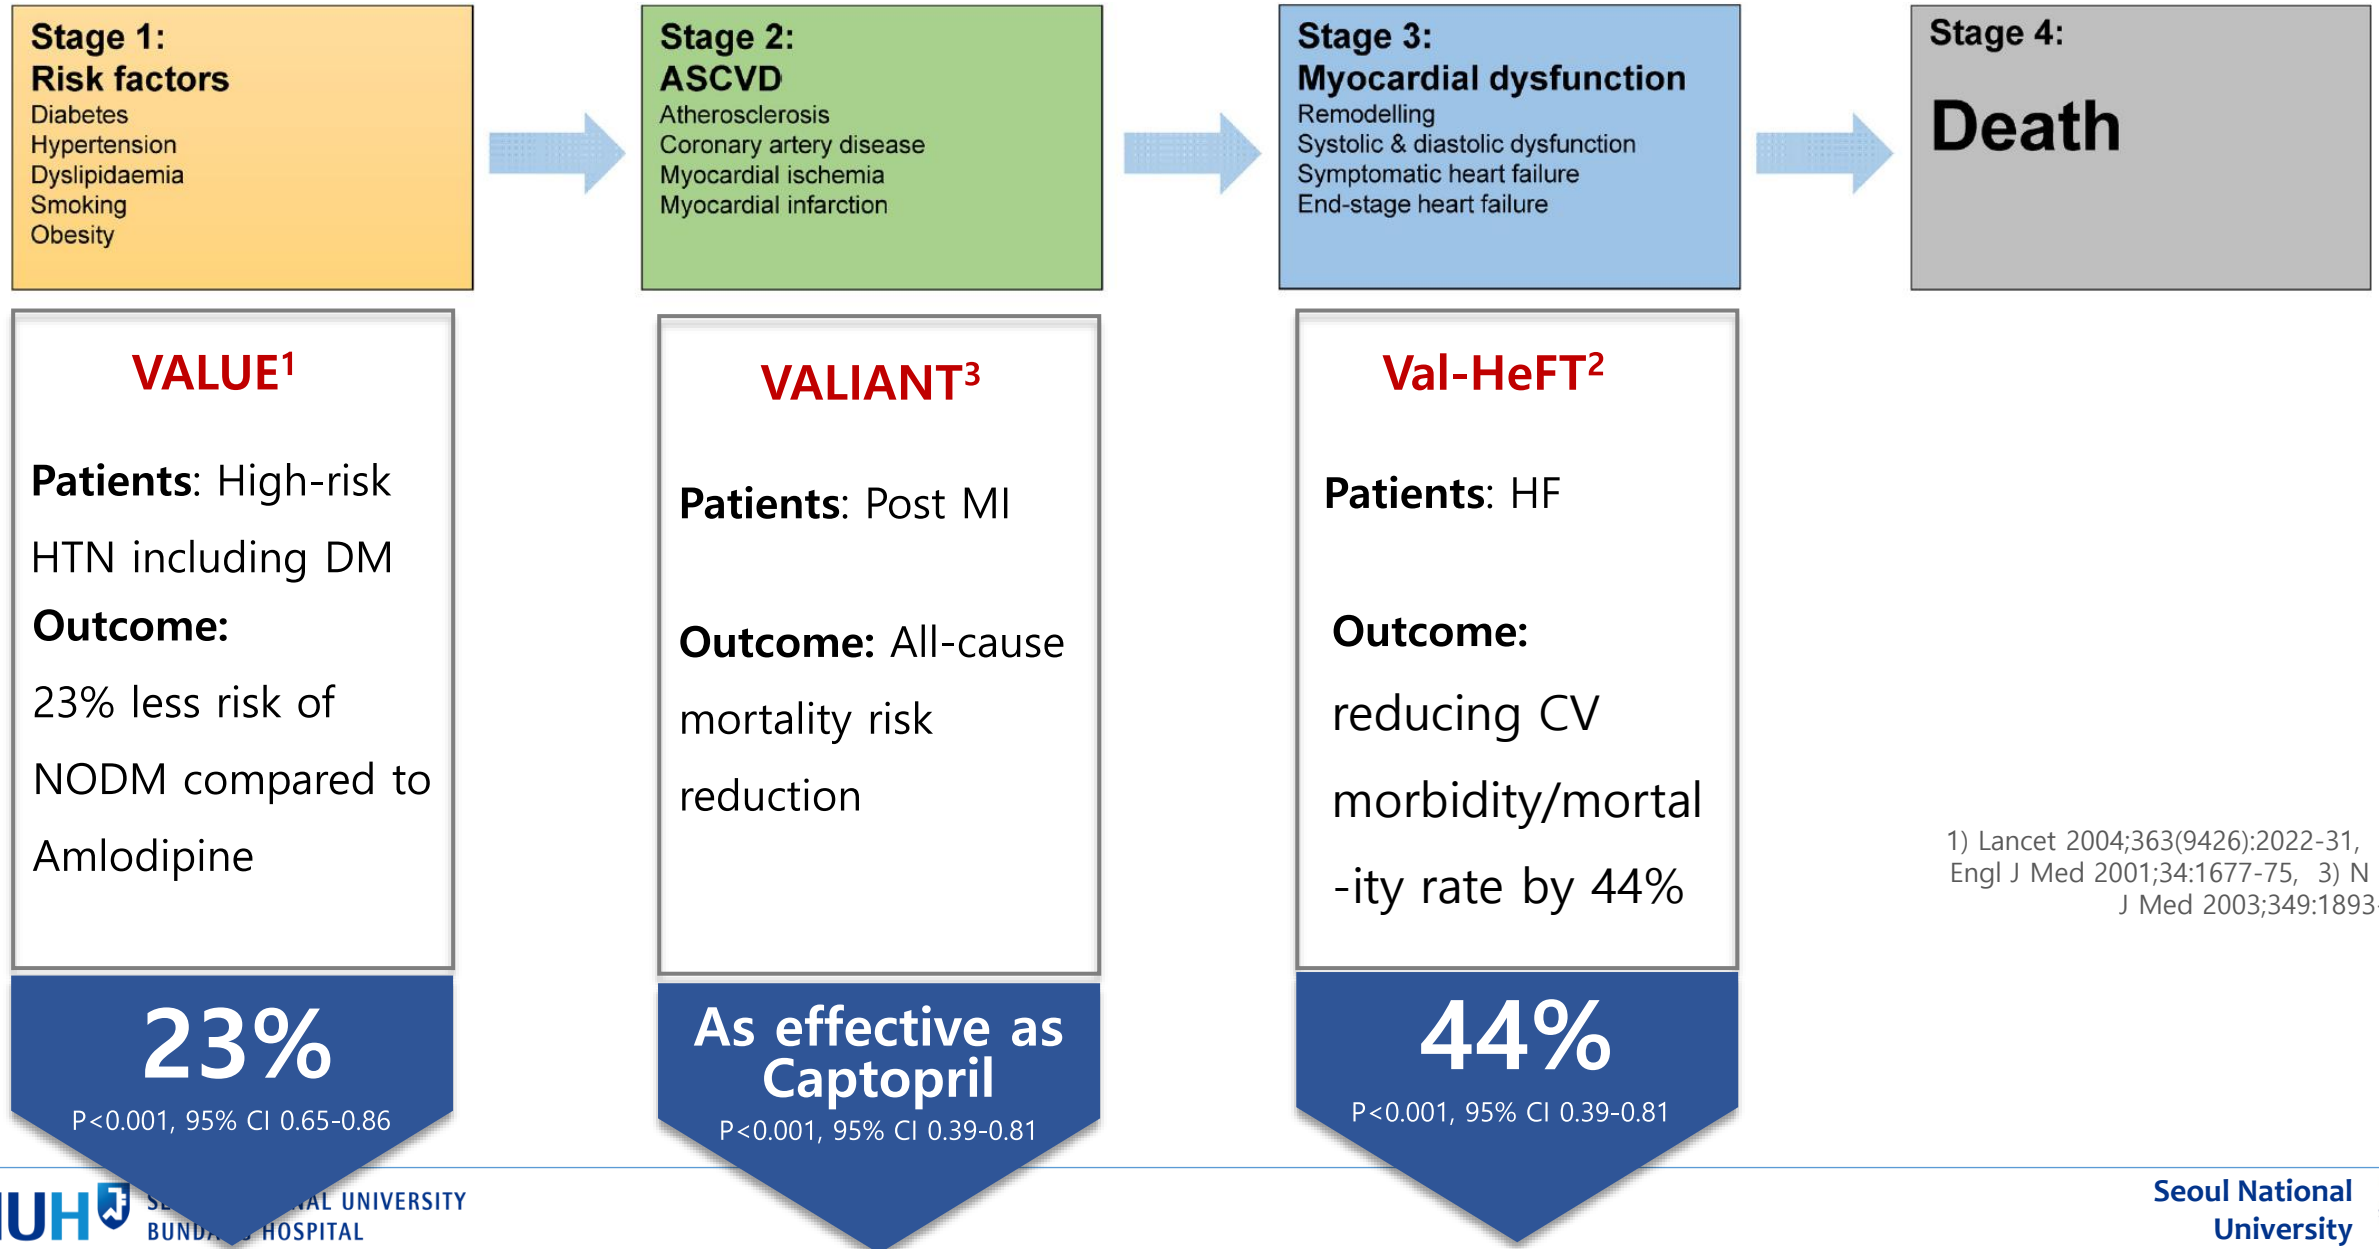 Stage 1:
Risk factors
Diabetes
Hypertension
Dyslipidaemia
Smoking
Obesity
Stage 2:
ASCVD
Atherosclerosis
Coronary artery disease
Myocardial ischemia
Myocardial infarction
Stage 3:
Myocardial dysfunction
Remodelling
Systolic & diastolic dysfunction
Symptomatic heart failure
End-stage heart failure
Stage 4:
Death
VALUE¹
Patients: High-risk
HTN including DM
Outcome:
23% less risk of
NODM compared to
Amlodipine
23%
P<0.001, 95% CI 0.65-0.86
VALIANT³
Patients: Post MI
Outcome: All-cause
mortality risk
reduction
As effective as
Captopril
P<0.001, 95% CI 0.39-0.81
Val-HeFT²
Patients: HF
Outcome:
reducing CV
morbidity/mortal
-ity rate by 44%
44%
P<0.001, 95% CI 0.39-0.81
1) Lancet 2004;363(9426):2022-31,
Engl J Med 2001;34:1677-75, 3) N
J Med 2003;349:1893-
UH
UNIVERSITY
HOSPITAL
Seoul National
University